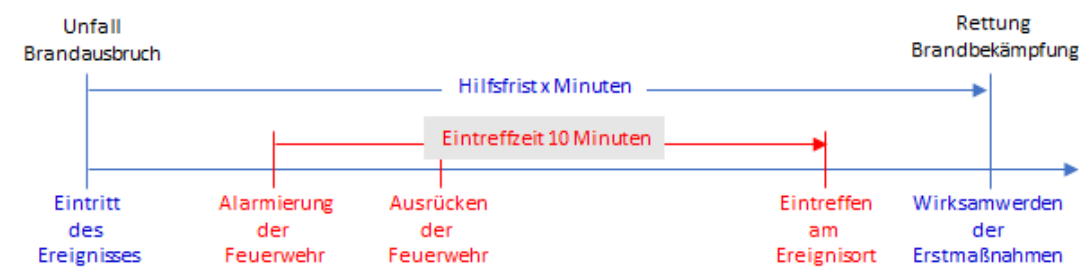 Unfall
Brandausbruch
Rettung
Brandbekämpfung
Hilfsfrist x Minuten
Eintreffzeit 10 Minuten
Eintritt
des
Ereignisses
Alarmierung
der
Feuerwehr
Ausrücken
der
Feuerwehr
Eintreffen
am
Ereignisort
Wirksamwerden
der
Erstmaßnahmen